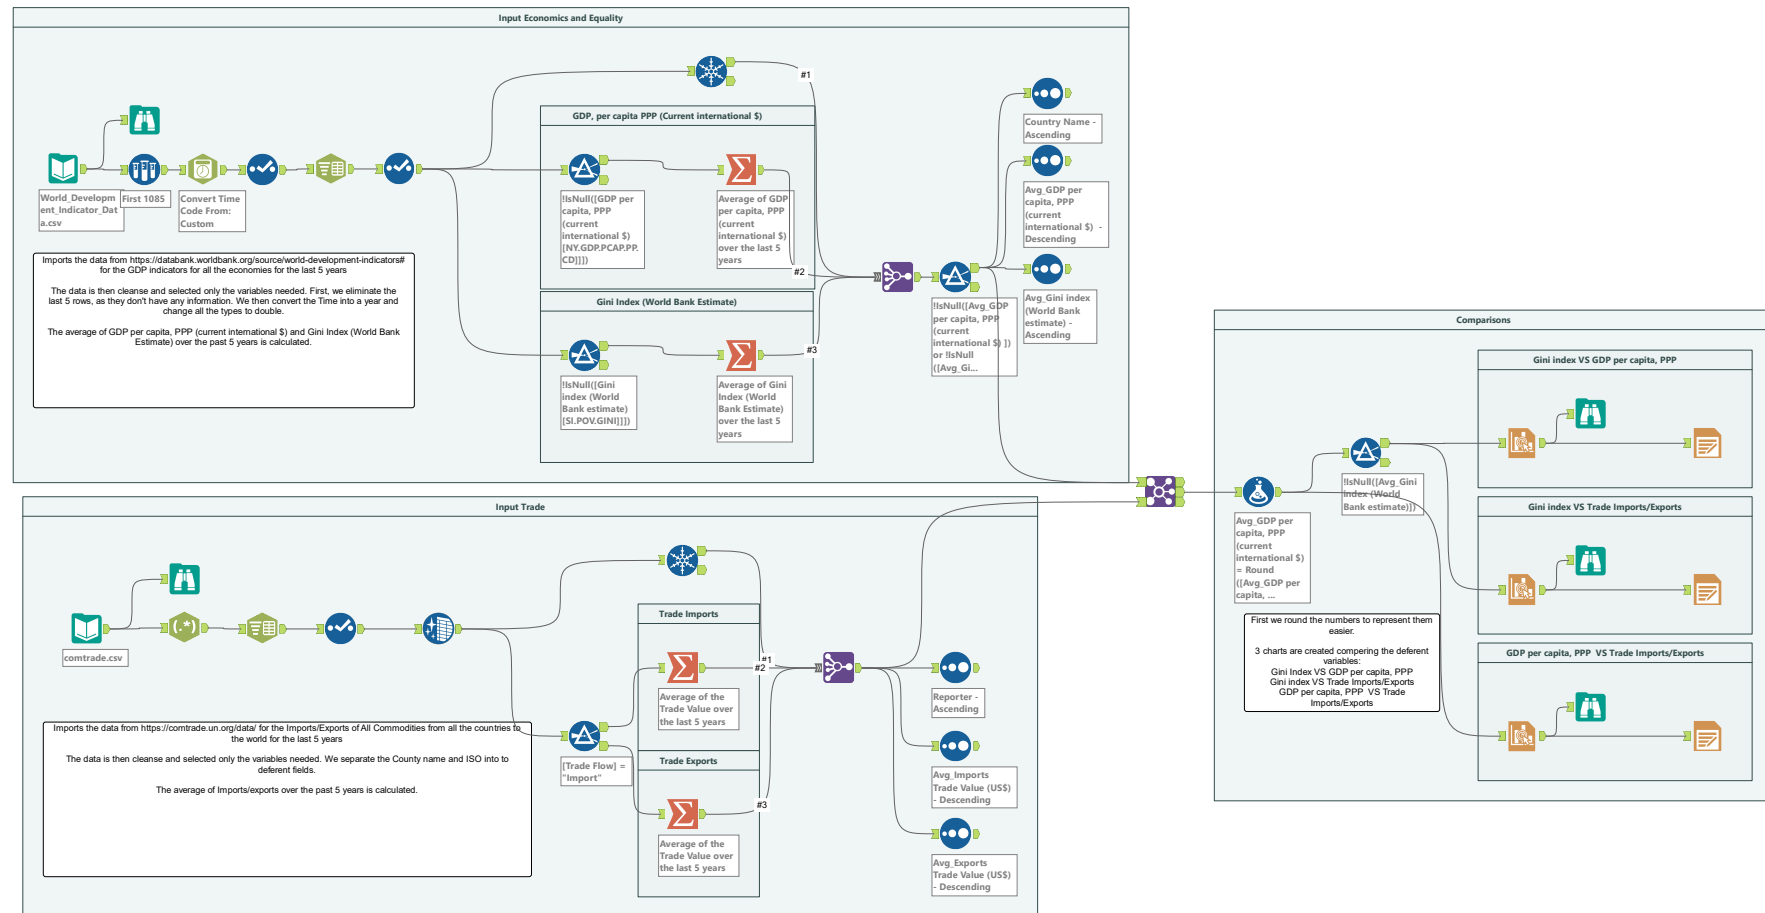 Input Economics and Equality
#1
GDP, per capita PPP (Current international $)
Country Name -
Ascending
World_Developm
ent_Indicator_Dat
a.csv
First 1085
Convert Time
Code From:
Custom
!IsNull([GDP per
capita, PPP
(current
international $)
[NY.GDP.PCAP.PP.
CD]]])
Average of GDP
per capita, PPP
(current
international $)
over the last 5
years
Avg_GDP per
capita, PPP
(current
international $)  -
Descending
#2
Imports the data from https://databank.worldbank.org/source/world-development-indicators#
for the GDP indicators for all the economies for the last 5 years
The data is then cleanse and selected only the variables needed. First, we eliminate the
last 5 rows, as they don't have any information. We then convert the Time into a year and
change all the types to double.
The average of GDP per capita, PPP (current international $) and Gini Index (World Bank
Estimate) over the past 5 years is calculated.
Gini Index (World Bank Estimate)
#3
!IsNull([Avg_GDP
per capita, PPP
(current
international $) ])
or !IsNull
([Avg_Gi...
Avg_Gini index
(World Bank
estimate) -
Ascending
!IsNull([Gini
index (World
Bank estimate)
[SI.POV.GINI]]])
Average of Gini
Index (World
Bank Estimate)
over the last 5
years
Comparisons
Gini index VS GDP per capita, PPP
!IsNull([Avg_Gini
index (World
Bank estimate)])
Avg_GDP per
capita, PPP
(current
international $)
= Round
([Avg_GDP per
capita, ...
Gini index VS Trade Imports/Exports
First we round the numbers to represent them
easier.
3 charts are created compering the deferent
variables:
Gini Index VS GDP per capita, PPP
Gini index VS Trade Imports/Exports
GDP per capita, PPP  VS Trade
Imports/Exports
GDP per capita, PPP  VS Trade Imports/Exports
Input Trade
comtrade.csv
Trade Imports
#1
#2
Average of the
Trade Value over
the last 5 years
Reporter -
Ascending
Imports the data from https://comtrade.un.org/data/ for the Imports/Exports of All Commodities from all the countries to
the world for the last 5 years
The data is then cleanse and selected only the variables needed. We separate the County name and ISO into to
deferent fields.
The average of Imports/exports over the past 5 years is calculated.
[Trade Flow] =
"Import"
Trade Exports
#3
Average of the
Trade Value over
the last 5 years
Avg_Imports
Trade Value (US$)
- Descending
Avg_Exports
Trade Value (US$)
- Descending
(.*)